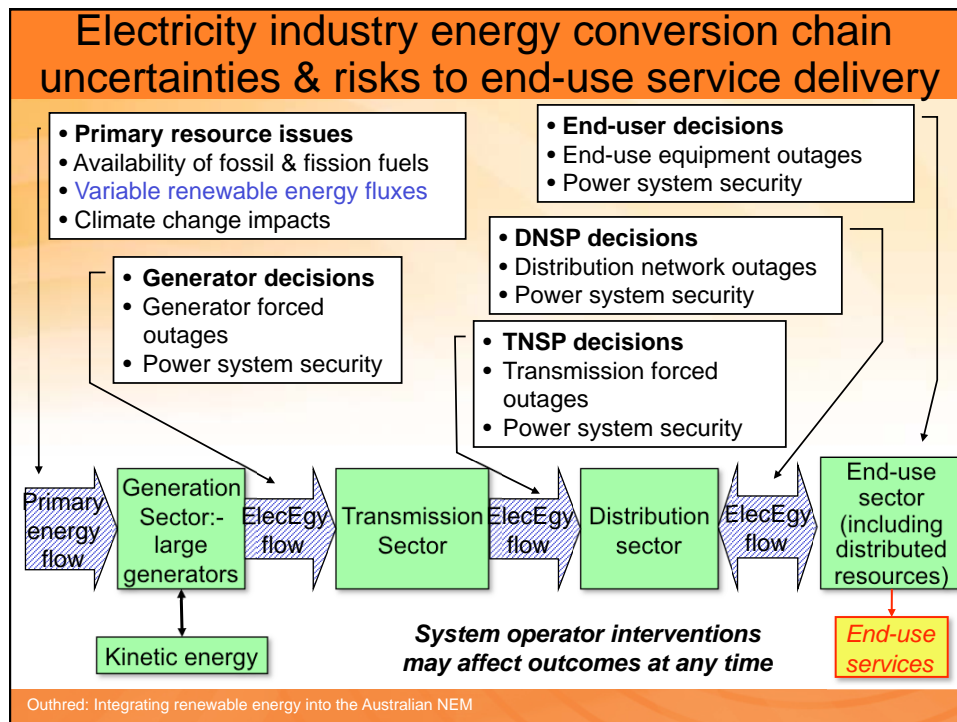 Electricity industry energy conversion chain
uncertainties & risks to end-use service delivery
• Primary resource issues
• Availability of fossil & fission fuels
• Variable renewable energy fluxes
• Climate change impacts
• End-user decisions
• End-use equipment outages
• Power system security
• DNSP decisions
• Distribution network outages
• Power system security
• Generator decisions
• Generator forced
outages
• Power system security
• TNSP decisions
• Transmission forced
outages
• Power system security
Primary
energy
flow
Generation
Sector:-
large
generators
ElecEgy
flow
Transmission
Sector
ElecEgy
flow
Distribution
sector
ElecEgy
flow
End-use
sector
(including
distributed
resources)
Kinetic energy
System operator interventions
may affect outcomes at any time
End-use
services
Outhred: Integrating renewable energy into the Australian NEM